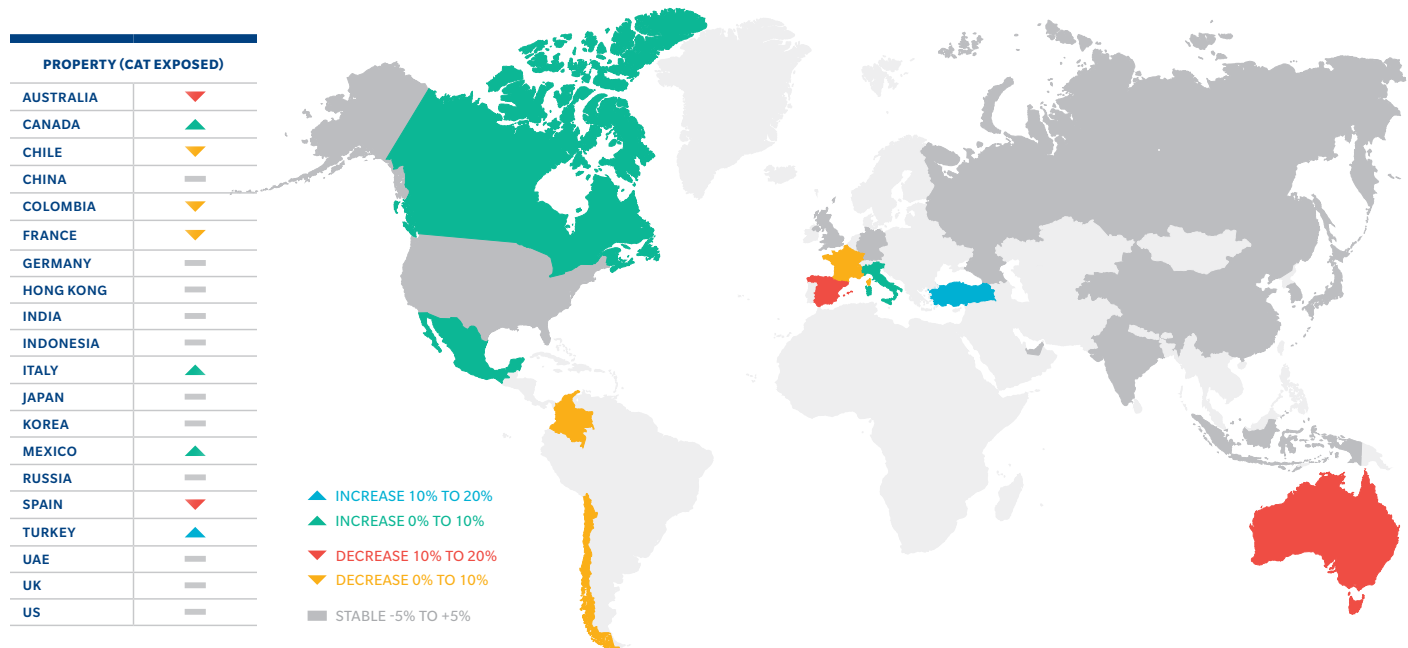 PROPERTY (CAT EXPOSED)
AUSTRALIA
CANADA
CHILE
CHINA
COLOMBIA
FRANCE
GERMANY
HONG KONG
INDIA
INDONESIA
ITALY
JAPAN
KOREA
MEXICO
RUSSIA
SPAIN
TURKEY
UAE
UK
US
INCREASE 10% TO 20%
INCREASE 0% TO 10%
DECREASE 10% TO 20%
DECREASE 0% TO 10%
STABLE -5% TO +5%